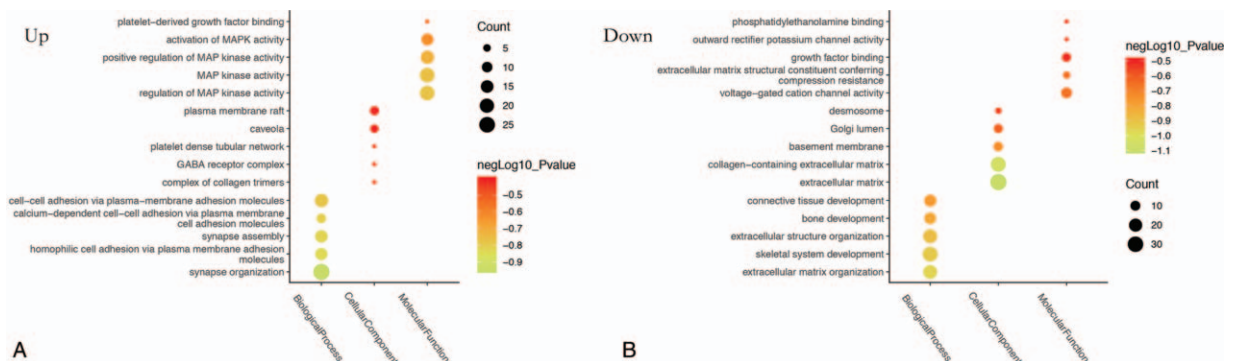 Up
platelet-derived growth factor binding
activation of MAPK activity
positive regulation of MAP kinase activity
MAP kinase activity
regulation of MAP kinase activity
plasma membrane raft
caveola
platelet dense tubular network
GABA receptor complex
complex of collagen trimers
cell-cell adhesion via plasma-membrane adhesion molecules
calcium-dependent cell-cell adhesion via plasma membrane
cell adhesion molecules
synapse assembly
homophilic cell adhesion via plasma membrane adhesion
molecules
synapse organization
BiologicalProcess
CellularComponent
MolecularFunction
Count
5
10
15
20
25
negLog10_Pvalue
-0.5
-0.6
-0.7
-0.8
-0.9
A
Down
phosphatidylethanolamine binding
outward rectifier potassium channel activity
growth factor binding
extracellular matrix structural constituent conferring
compression resistance
voltage-gated cation channel activity
desmosome
Golgi lumen
basement membrane
collagen-containing extracellular matrix
extracellular matrix
connective tissue development
bone development
extracellular structure organization
skeletal system development
extracellular matrix organization
BiologicalProcess
CellularComponent
MolecularFunction
negLog10_Pvalue
-0.5
-0.6
-0.7
-0.8
-0.9
-1.0
-1.1
Count
10
20
30
B